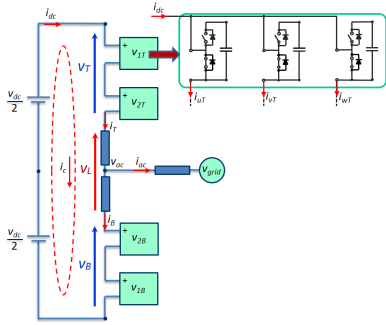 i_dc
i_dc
+
v_1T
v_T
i_uT
i_vT
i_wT
v_dc
2
+
v_2T
i_T
i_c
v_L
v_ac
i_ac
v_grid
i_B
v_dc
2
+
v_2B
v_B
+
v_1B